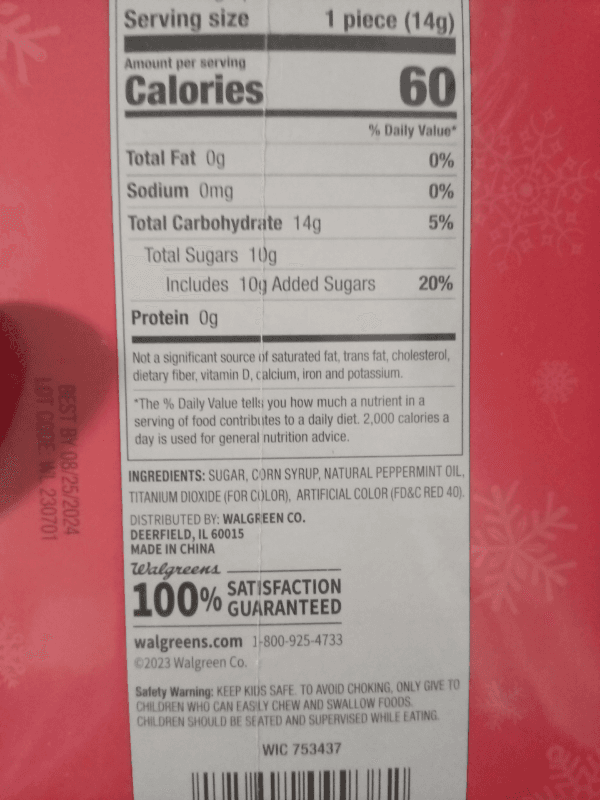 Serving size 1 piece (14g)
Amount per serving
Calories 60
% Daily Value*
Total Fat 0g 0%
Sodium 0mg 0%
Total Carbohydrate 14g 5%
Total Sugars 10g
Includes 10g Added Sugars 20%
Protein 0g
Not a significant source of saturated fat, trans fat, cholesterol,
dietary fiber, vitamin D, calcium, iron and potassium.
*The % Daily Value tells you how much a nutrient in a
serving of food contributes to a daily diet. 2,000 calories a
day is used for general nutrition advice.
INGREDIENTS: SUGAR, CORN SYRUP, NATURAL PEPPERMINT OIL,
TITANIUM DIOXIDE (FOR COLOR), ARTIFICIAL COLOR (FD&C RED 40).
DISTRIBUTED BY: WALGREEN CO.
DEERFIELD, IL 60015
MADE IN CHINA
Walgreens
100% SATISFACTION
GUARANTEED
walgreens.com 1-800-925-4733
©2023 Walgreen Co.
Safety Warning: KEEP KIDS SAFE. TO AVOID CHOKING, ONLY GIVE TO
CHILDREN WHO CAN EASILY CHEW AND SWALLOW FOODS.
CHILDREN SHOULD BE SEATED AND SUPERVISED WHILE EATING.
WIC 753437
BEST BY 08/25/2024
LOT CODE: 230701